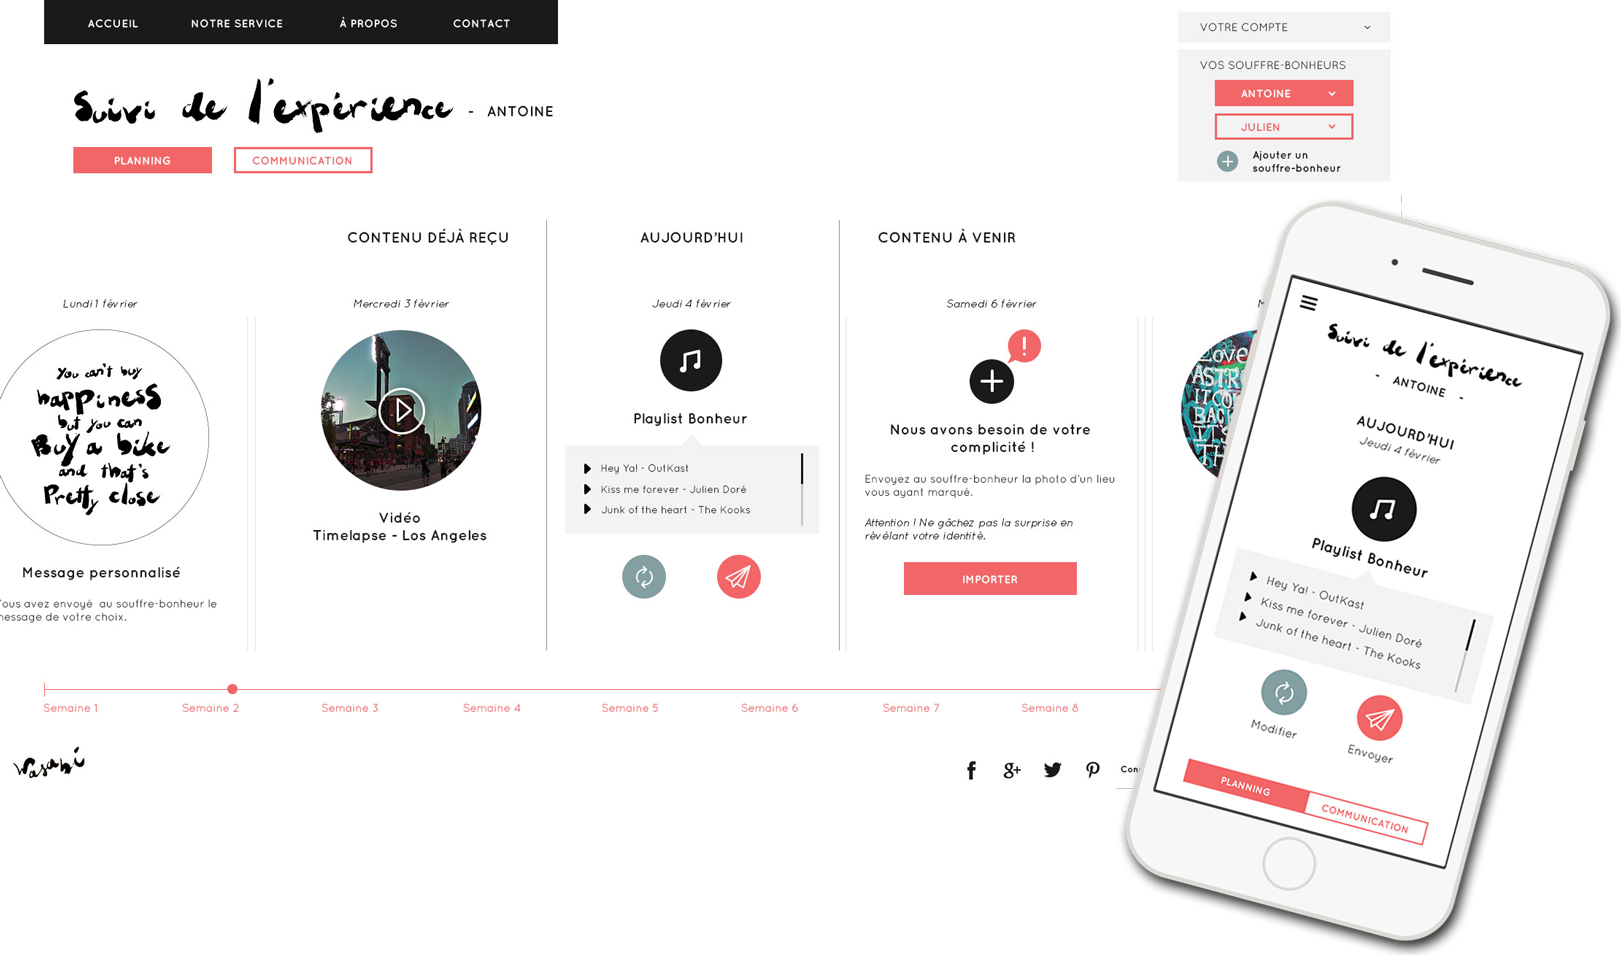 ACCUEIL
NOTRE SERVICE
À PROPOS
CONTACT
VOTRE COMPTE
VOS SOUFFRE-BONHEURS
ANTOINE
JULIEN
Ajouter un
souffre-bonheur
Suivi de l'expérience - ANTOINE
PLANNING
COMMUNICATION
CONTENU DÉJÀ REÇU
AUJOURD'HUI
CONTENU À VENIR
Lundi 1 février
you can't buy
happiness
but you can
Buy a bike
and that's
Pretty close
Message personnalisé
ous avez envoyé au souffre-bonheur le
essage de votre choix.
Mercredi 3 février
Vidéo
Timelapse - Los Angeles
Jeudi 4 février
Playlist Bonheur
Hey Ya! - OutKast
Kiss me forever - Julien Doré
Junk of the heart - The Kooks
Samedi 6 février
!
Nous avons besoin de votre
complicité !
Envoyez au souffre-bonheur la photo d'un lieu
vous ayant marqué.
Attention ! Ne gâchez pas la surprise en
révélant votre identité.
IMPORTER
M
Semaine 1
Semaine 2
Semaine 3
Semaine 4
Semaine 5
Semaine 6
Semaine 7
Semaine 8
Wasabi
f
g+
Con
Suivi de l'expérience
- ANTOINE -
AUJOURD'HUI
Jeudi 4 février
Playlist Bonheur
Hey Ya! - OutKast
Kiss me forever - Julien Doré
Junk of the heart - The Kooks
Modifier
Envoyer
PLANNING
COMMUNICATION